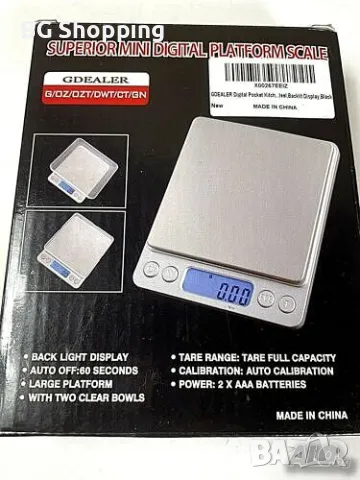 EG Shopping
SUPERIOR MINI DIGITAL PLATFORM SCALE
GDEALER
G/OZ/OZT/DWT/CT/GN
X00267EEIZ
GDEALER Digital Pocket Kitch...teel,Backlit Display,Black
New
MADE IN CHINA
0.00
• BACK LIGHT DISPLAY
• AUTO OFF:60 SECONDS
• LARGE PLATFORM
• WITH TWO CLEAR BOWLS
• TARE RANGE: TARE FULL CAPACITY
• CALIBRATION: AUTO CALIBRATION
• POWER: 2 X AAA BATTERIES
MADE IN CHINA
BAZAR